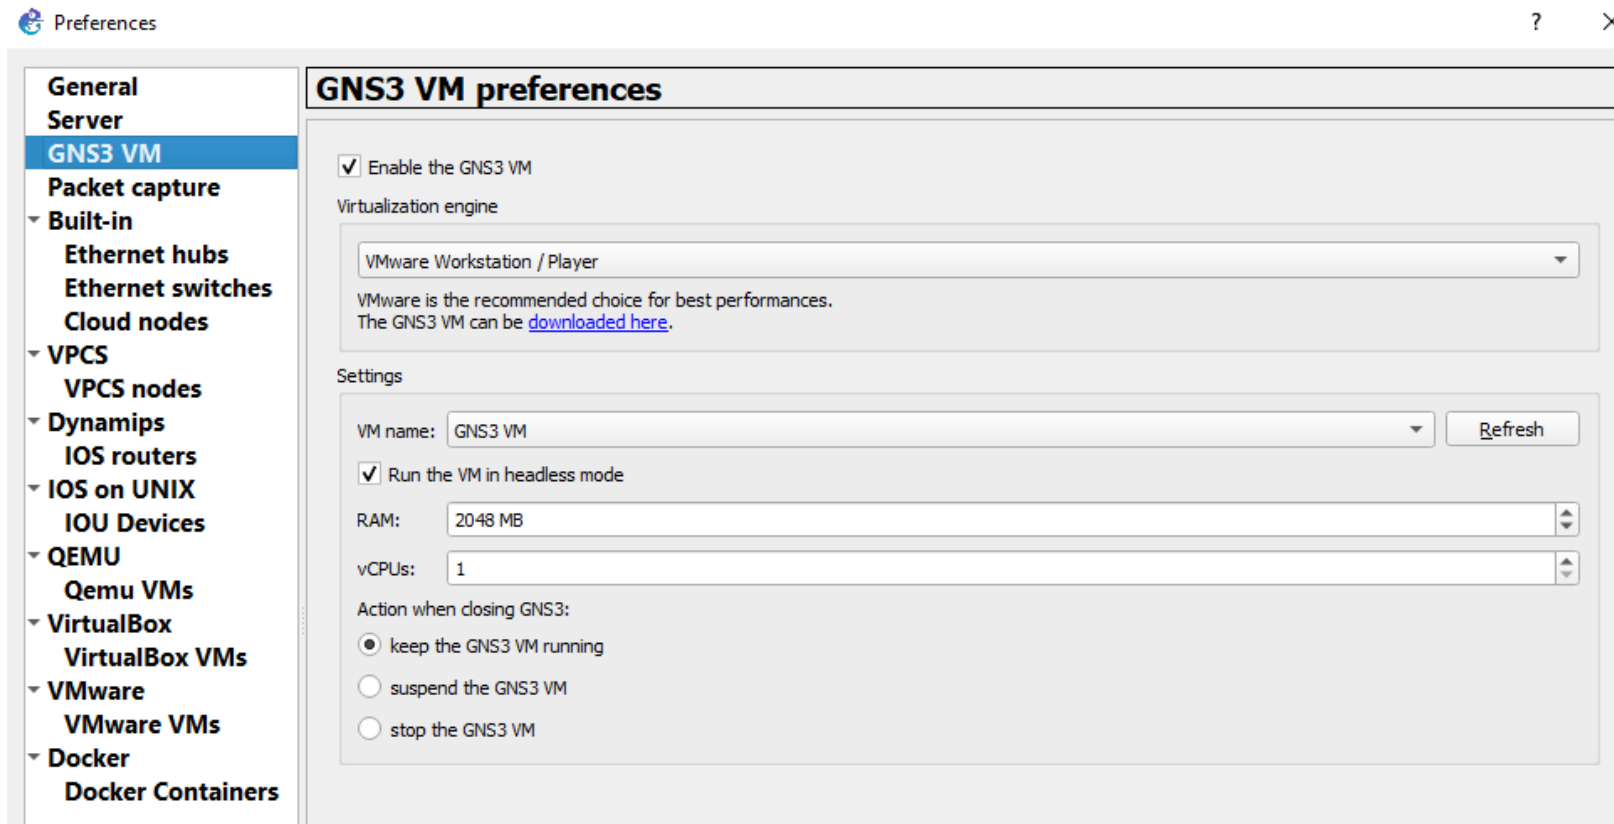 Preferences
?
General
Server
GNS3 VM
Packet capture
Built-in
Ethernet hubs
Ethernet switches
Cloud nodes
VPCS
VPCS nodes
Dynamips
IOS routers
IOS on UNIX
IOU Devices
QEMU
Qemu VMs
VirtualBox
VirtualBox VMs
VMware
VMware VMs
Docker
Docker Containers
GNS3 VM preferences
Enable the GNS3 VM
Virtualization engine
VMware Workstation / Player
VMware is the recommended choice for best performances.
The GNS3 VM can be downloaded here.
Settings
VM name: GNS3 VM Refresh
Run the VM in headless mode
RAM: 2048 MB
vCPUs: 1
Action when closing GNS3:
keep the GNS3 VM running
suspend the GNS3 VM
stop the GNS3 VM